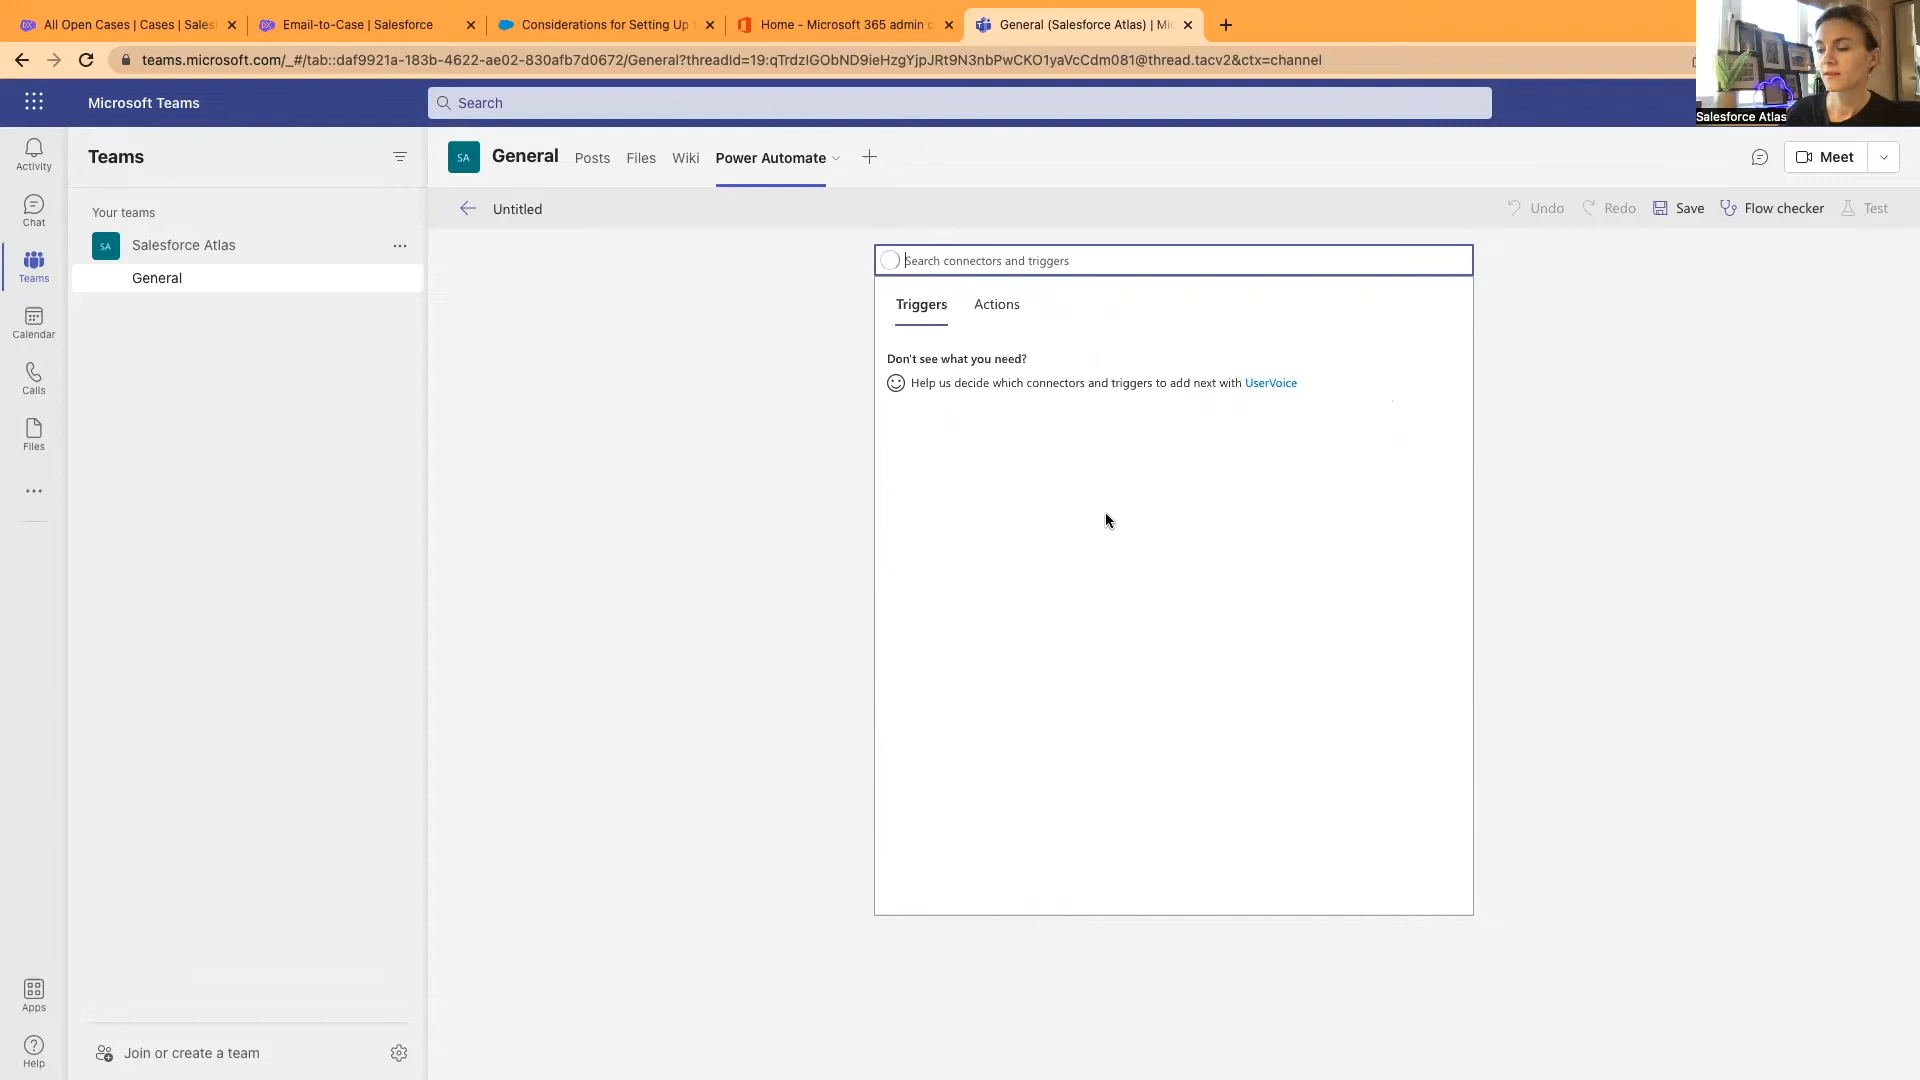 All Open Cases | Cases | Salesf
Email-to-Case | Salesforce
Considerations for Setting Up
Home - Microsoft 365 admin c
General (Salesforce Atlas) | Mic
teams.microsoft.com/_#/tab::daf9921a-183b-4622-ae02-830afb7d0672/General?threadId=19:qTrdzIGObND9ieHzgYjpJRt9N3nbPwCKO1yaVcCdm081@thread.tacv2&ctx=channel
Microsoft Teams
Search
Salesforce Atlas
Activity
Chat
Teams
Calendar
Calls
Files
Apps
Help
Teams
Your teams
SA Salesforce Atlas
General
Join or create a team
SA General Posts Files Wiki Power Automate
Meet
Untitled
Undo Redo Save Flow checker Test
Search connectors and triggers
Triggers Actions
Don't see what you need?
Help us decide which connectors and triggers to add next with UserVoice